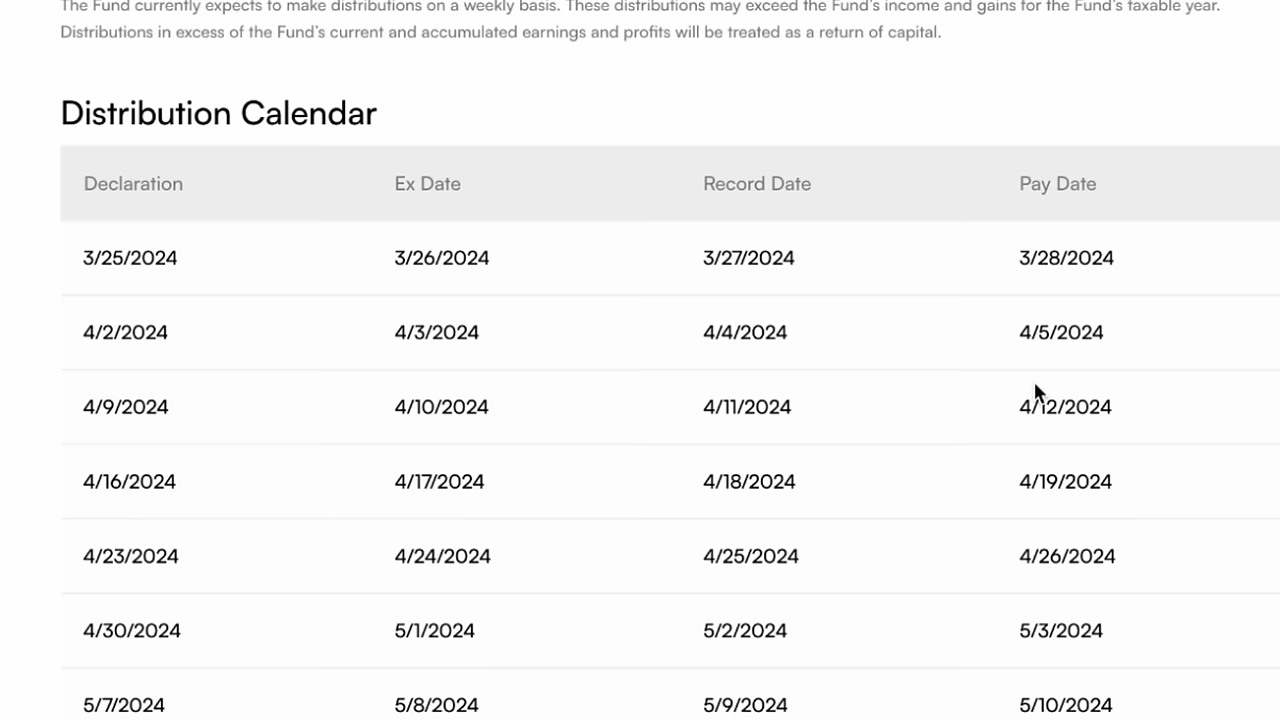 The Fund currently expects to make distributions on a weekly basis. These distributions may exceed the Fund's income and gains for the Fund's taxable year.
Distributions in excess of the Fund's current and accumulated earnings and profits will be treated as a return of capital.
Distribution Calendar
Declaration Ex Date Record Date Pay Date
3/25/2024 3/26/2024 3/27/2024 3/28/2024
4/2/2024 4/3/2024 4/4/2024 4/5/2024
4/9/2024 4/10/2024 4/11/2024 4/12/2024
4/16/2024 4/17/2024 4/18/2024 4/19/2024
4/23/2024 4/24/2024 4/25/2024 4/26/2024
4/30/2024 5/1/2024 5/2/2024 5/3/2024
5/7/2024 5/8/2024 5/9/2024 5/10/2024